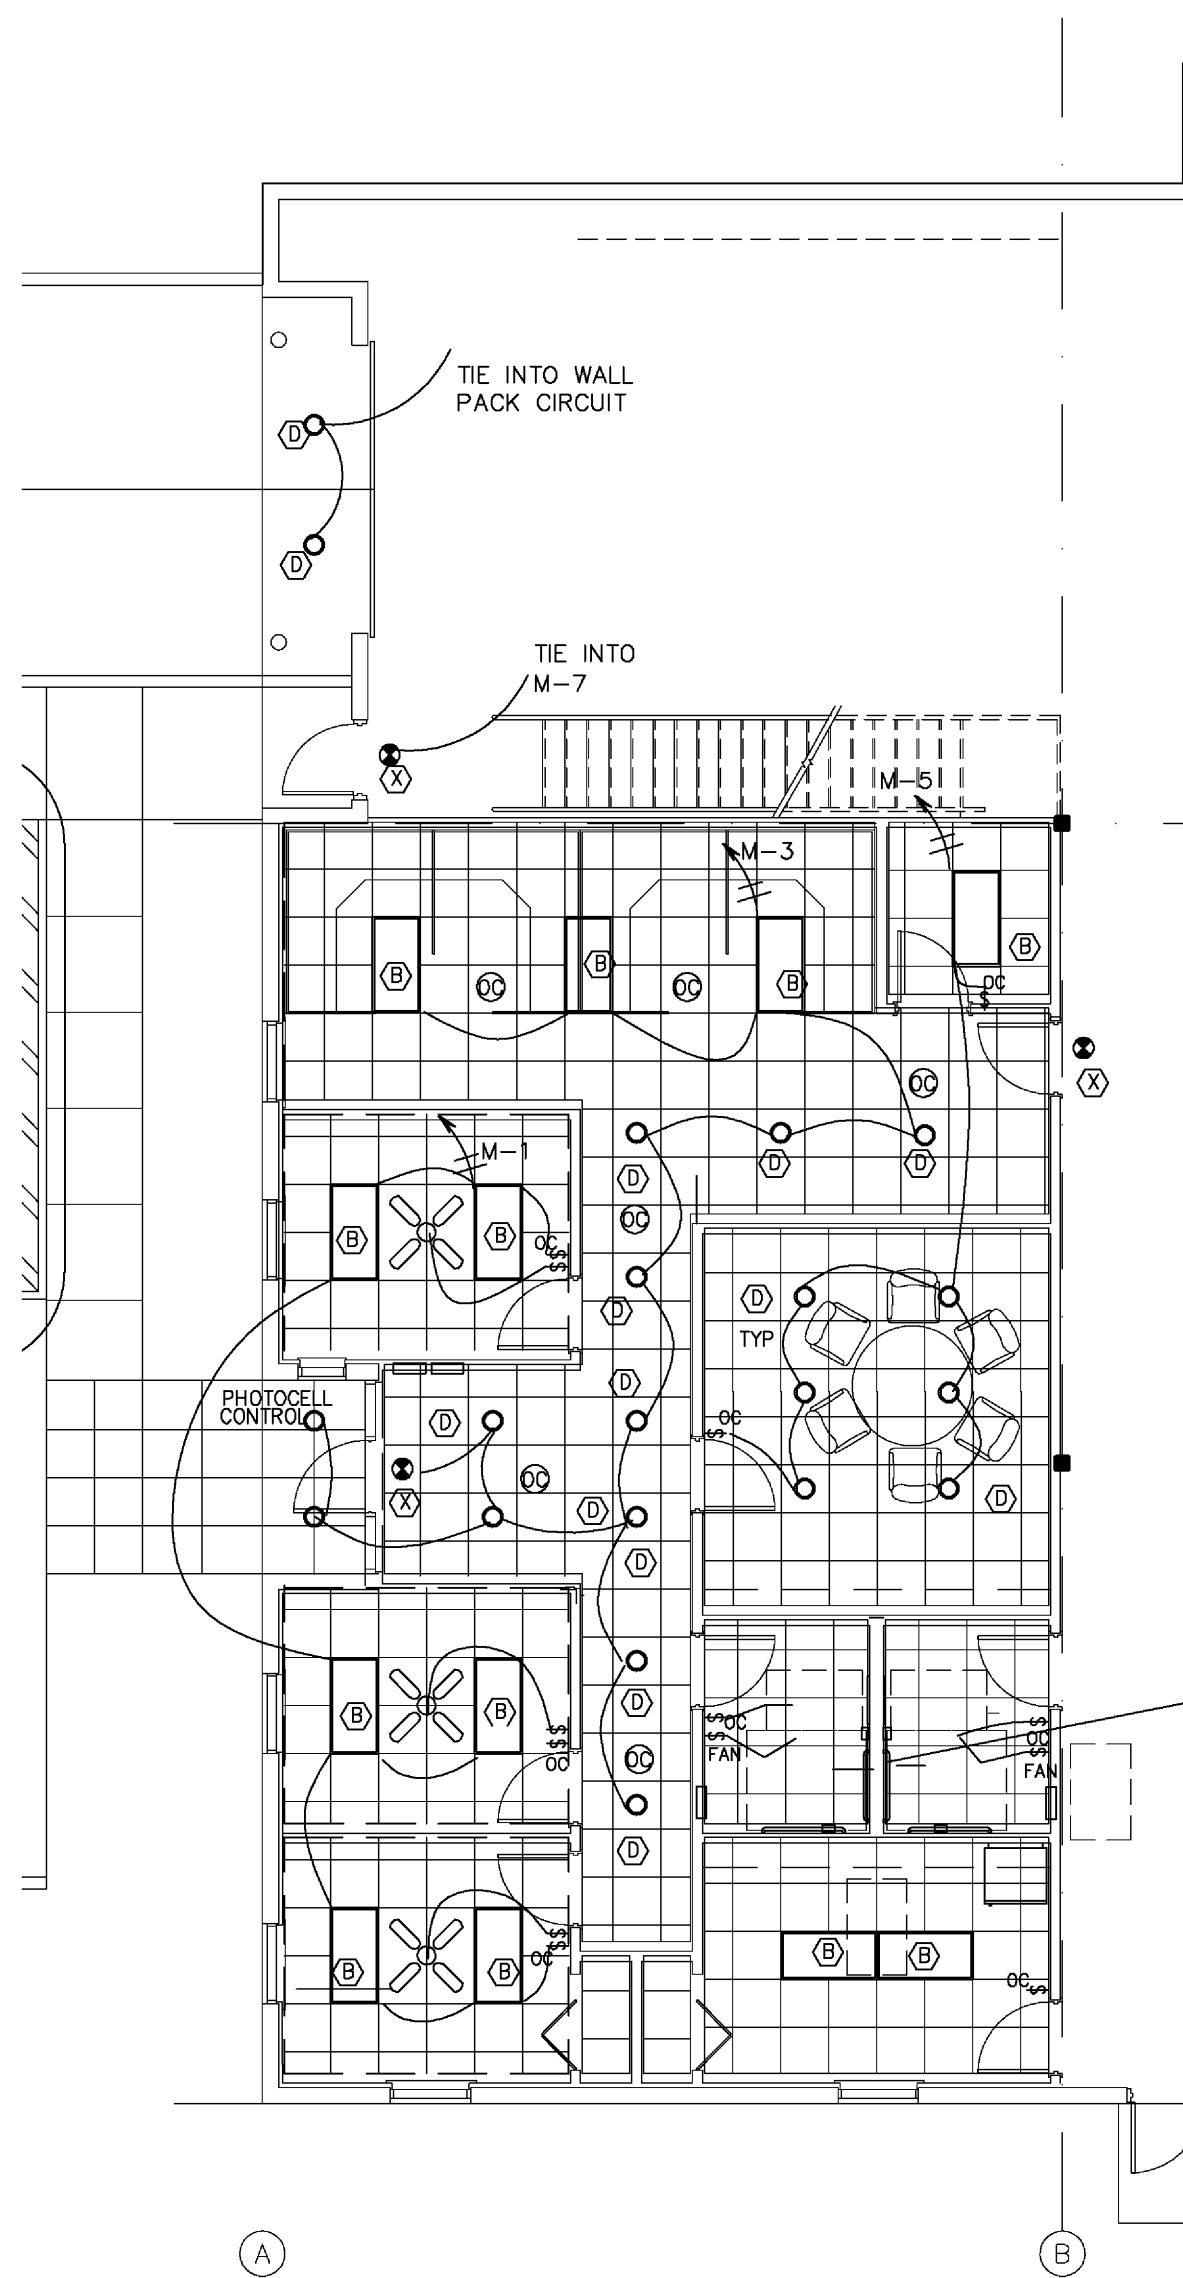 TIE INTO WALL
PACK CIRCUIT
D
D
TIE INTO
M-7
X
M-5
M-3
B
B
B
B
OC
OC
OC
$
OC
X
M-1
D
D
D
OC
B
B
OC
$$
D
D
TYP
D
PHOTOCELL
CONTROL
D
OC
$
X
OC
D
D
D
B
B
$$
OC
D
OC
D
$
OC
$
FAN
$
OC
$
FAN
B
B
$$
OC
B
B
OC
$
A
B